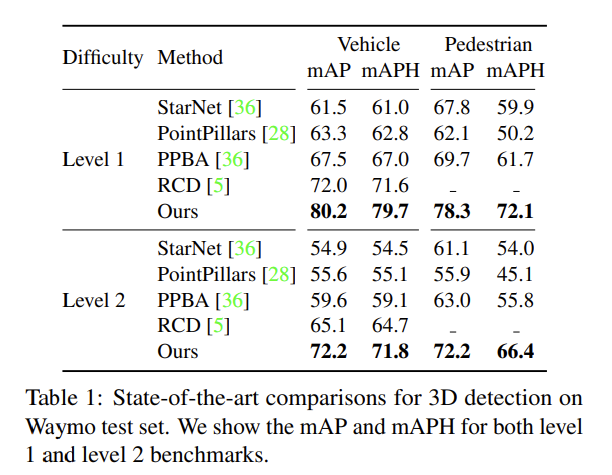 Difficulty Method Vehicle Pedestrian
mAP mAPH mAP mAPH
Level 1
StarNet [36] 61.5 61.0 67.8 59.9
PointPillars [28] 63.3 62.8 62.1 50.2
PPBA [36] 67.5 67.0 69.7 61.7
RCD [5] 72.0 71.6 - -
Ours 80.2 79.7 78.3 72.1
Level 2
StarNet [36] 54.9 54.5 61.1 54.0
PointPillars [28] 55.6 55.1 55.9 45.1
PPBA [36] 59.6 59.1 63.0 55.8
RCD [5] 65.1 64.7 - -
Ours 72.2 71.8 72.2 66.4
Table 1: State-of-the-art comparisons for 3D detection on
Waymo test set. We show the mAP and mAPH for both level
1 and level 2 benchmarks.